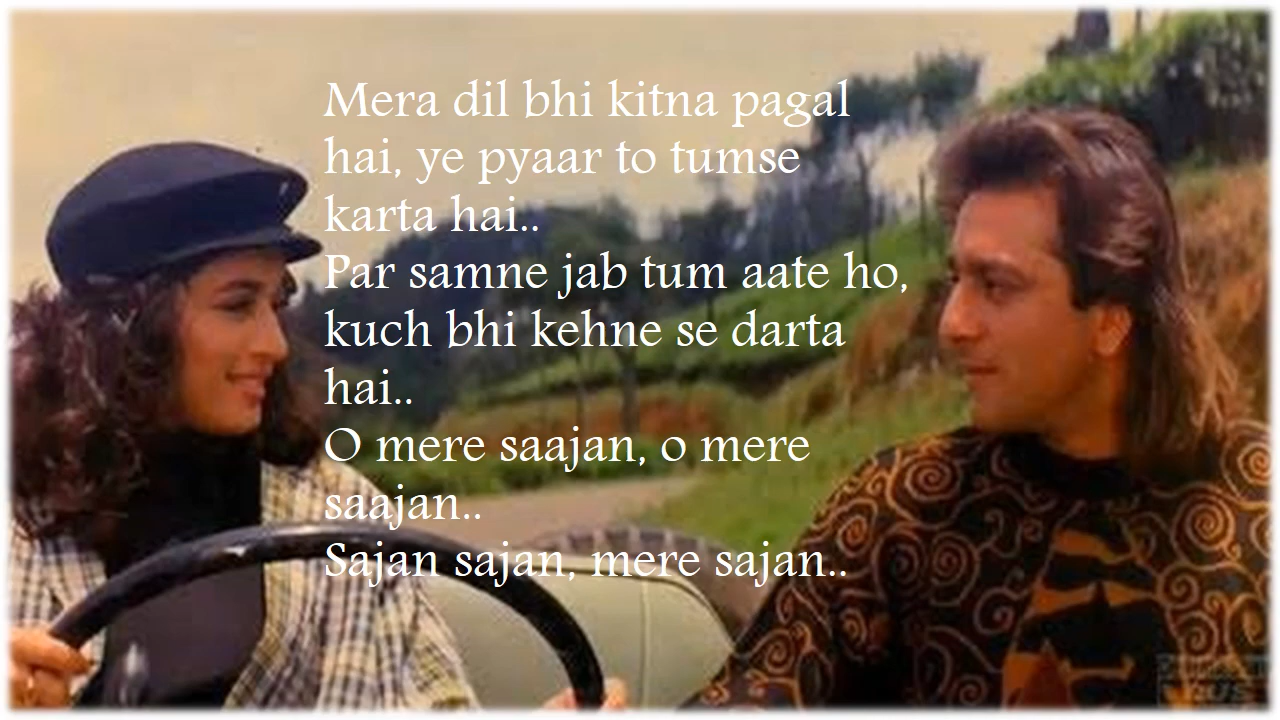 Mera dil bhi kitna pagal
hai, ye pyaar to tumse
karta hai..
Par samne jab tum aate ho,
kuch bhi kehne se darta
hai..
O mere saajan, o mere
saajan..
Sajan sajan, mere sajan..